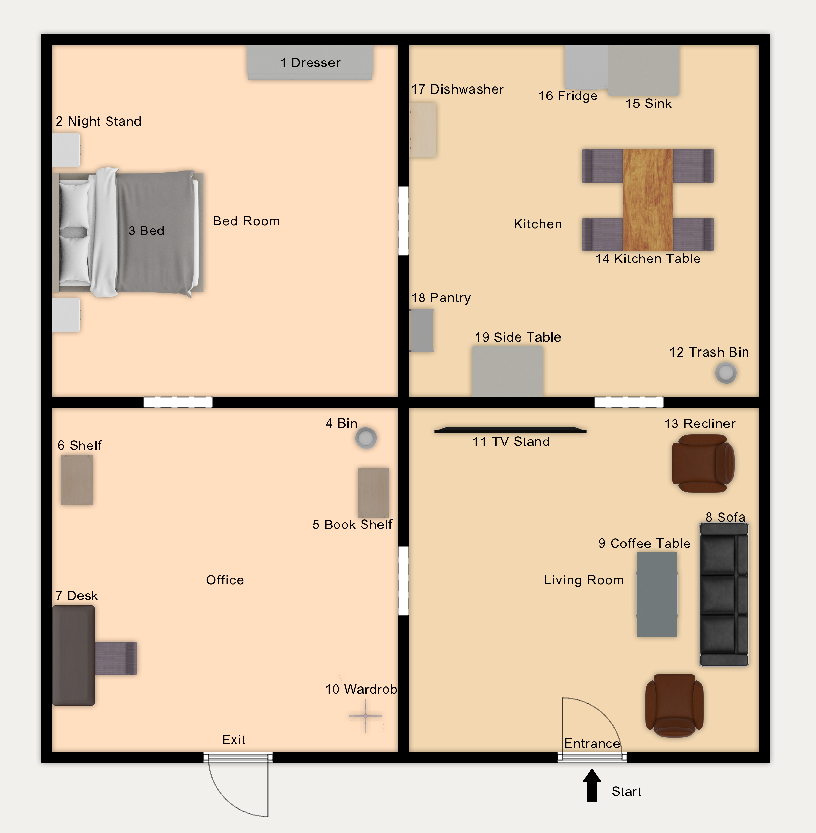 1 Dresser
17 Dishwasher
16 Fridge
15 Sink
2 Night Stand
3 Bed
Bed Room
Kitchen
14 Kitchen Table
18 Pantry
19 Side Table
12 Trash Bin
4 Bin
13 Recliner
6 Shelf
11 TV Stand
5 Book Shelf
8 Sofa
9 Coffee Table
Office
Living Room
7 Desk
10 Wardrob
Exit
Entrance
Start